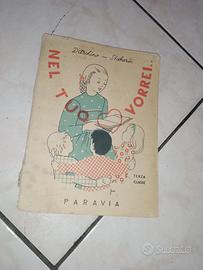 NEL TUO VORREI...
TERZA
CLASSE
PARAVIA